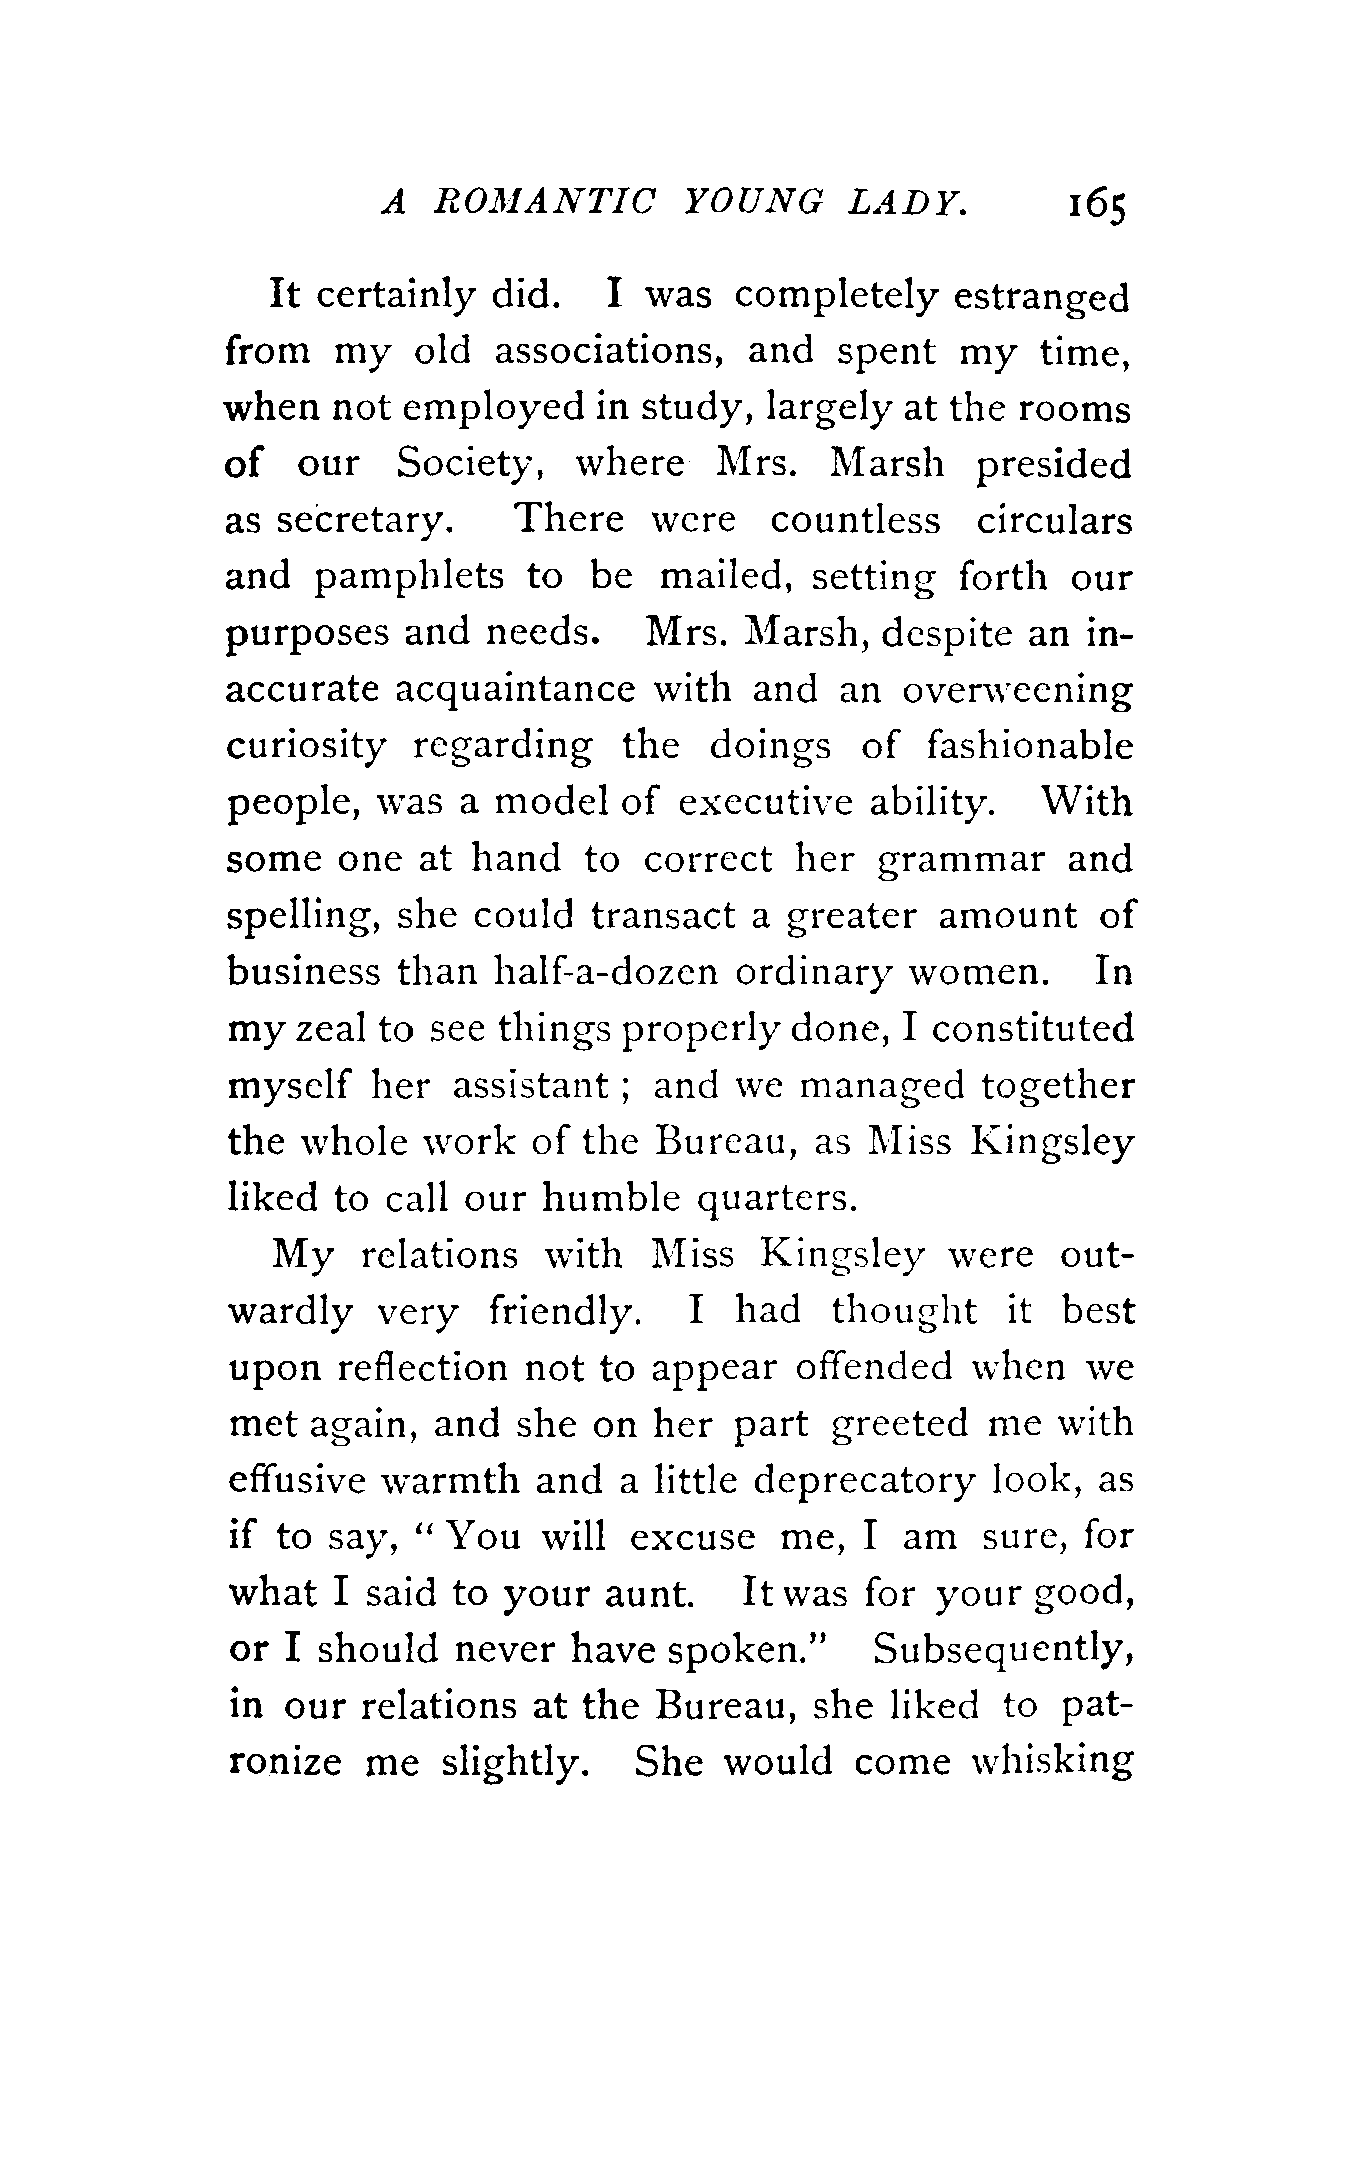 A ROMANTIC YOUNG LADY. 165
It certainly did. I was completely estranged
from my old associations, and spent my time,
when not employed in study, largely at the rooms
of our Society, where Mrs. Marsh presided
as secretary. There were countless circulars
and pamphlets to be mailed, setting forth our
purposes and needs. Mrs. Marsh, despite an in-
accurate acquaintance with and an overweening
curiosity regarding the doings of fashionable
people, was a model of executive ability. With
some one at hand to correct her grammar and
spelling, she could transact a greater amount of
business than half-a-dozen ordinary women. In
my zeal to see things properly done, I constituted
myself her assistant ; and we managed together
the whole work of the Bureau, as Miss Kingsley
liked to call our humble quarters.
My relations with Miss Kingsley were out-
wardly very friendly. I had thought it best
upon reflection not to appear offended when we
met again, and she on her part greeted me with
effusive warmth and a little deprecatory look, as
if to say, “ You will excuse me, I am sure, for
what I said to your aunt. It was for your good,
or I should never have spoken.” Subsequently,
in our relations at the Bureau, she liked to pat-
ronize me slightly. She would come whisking